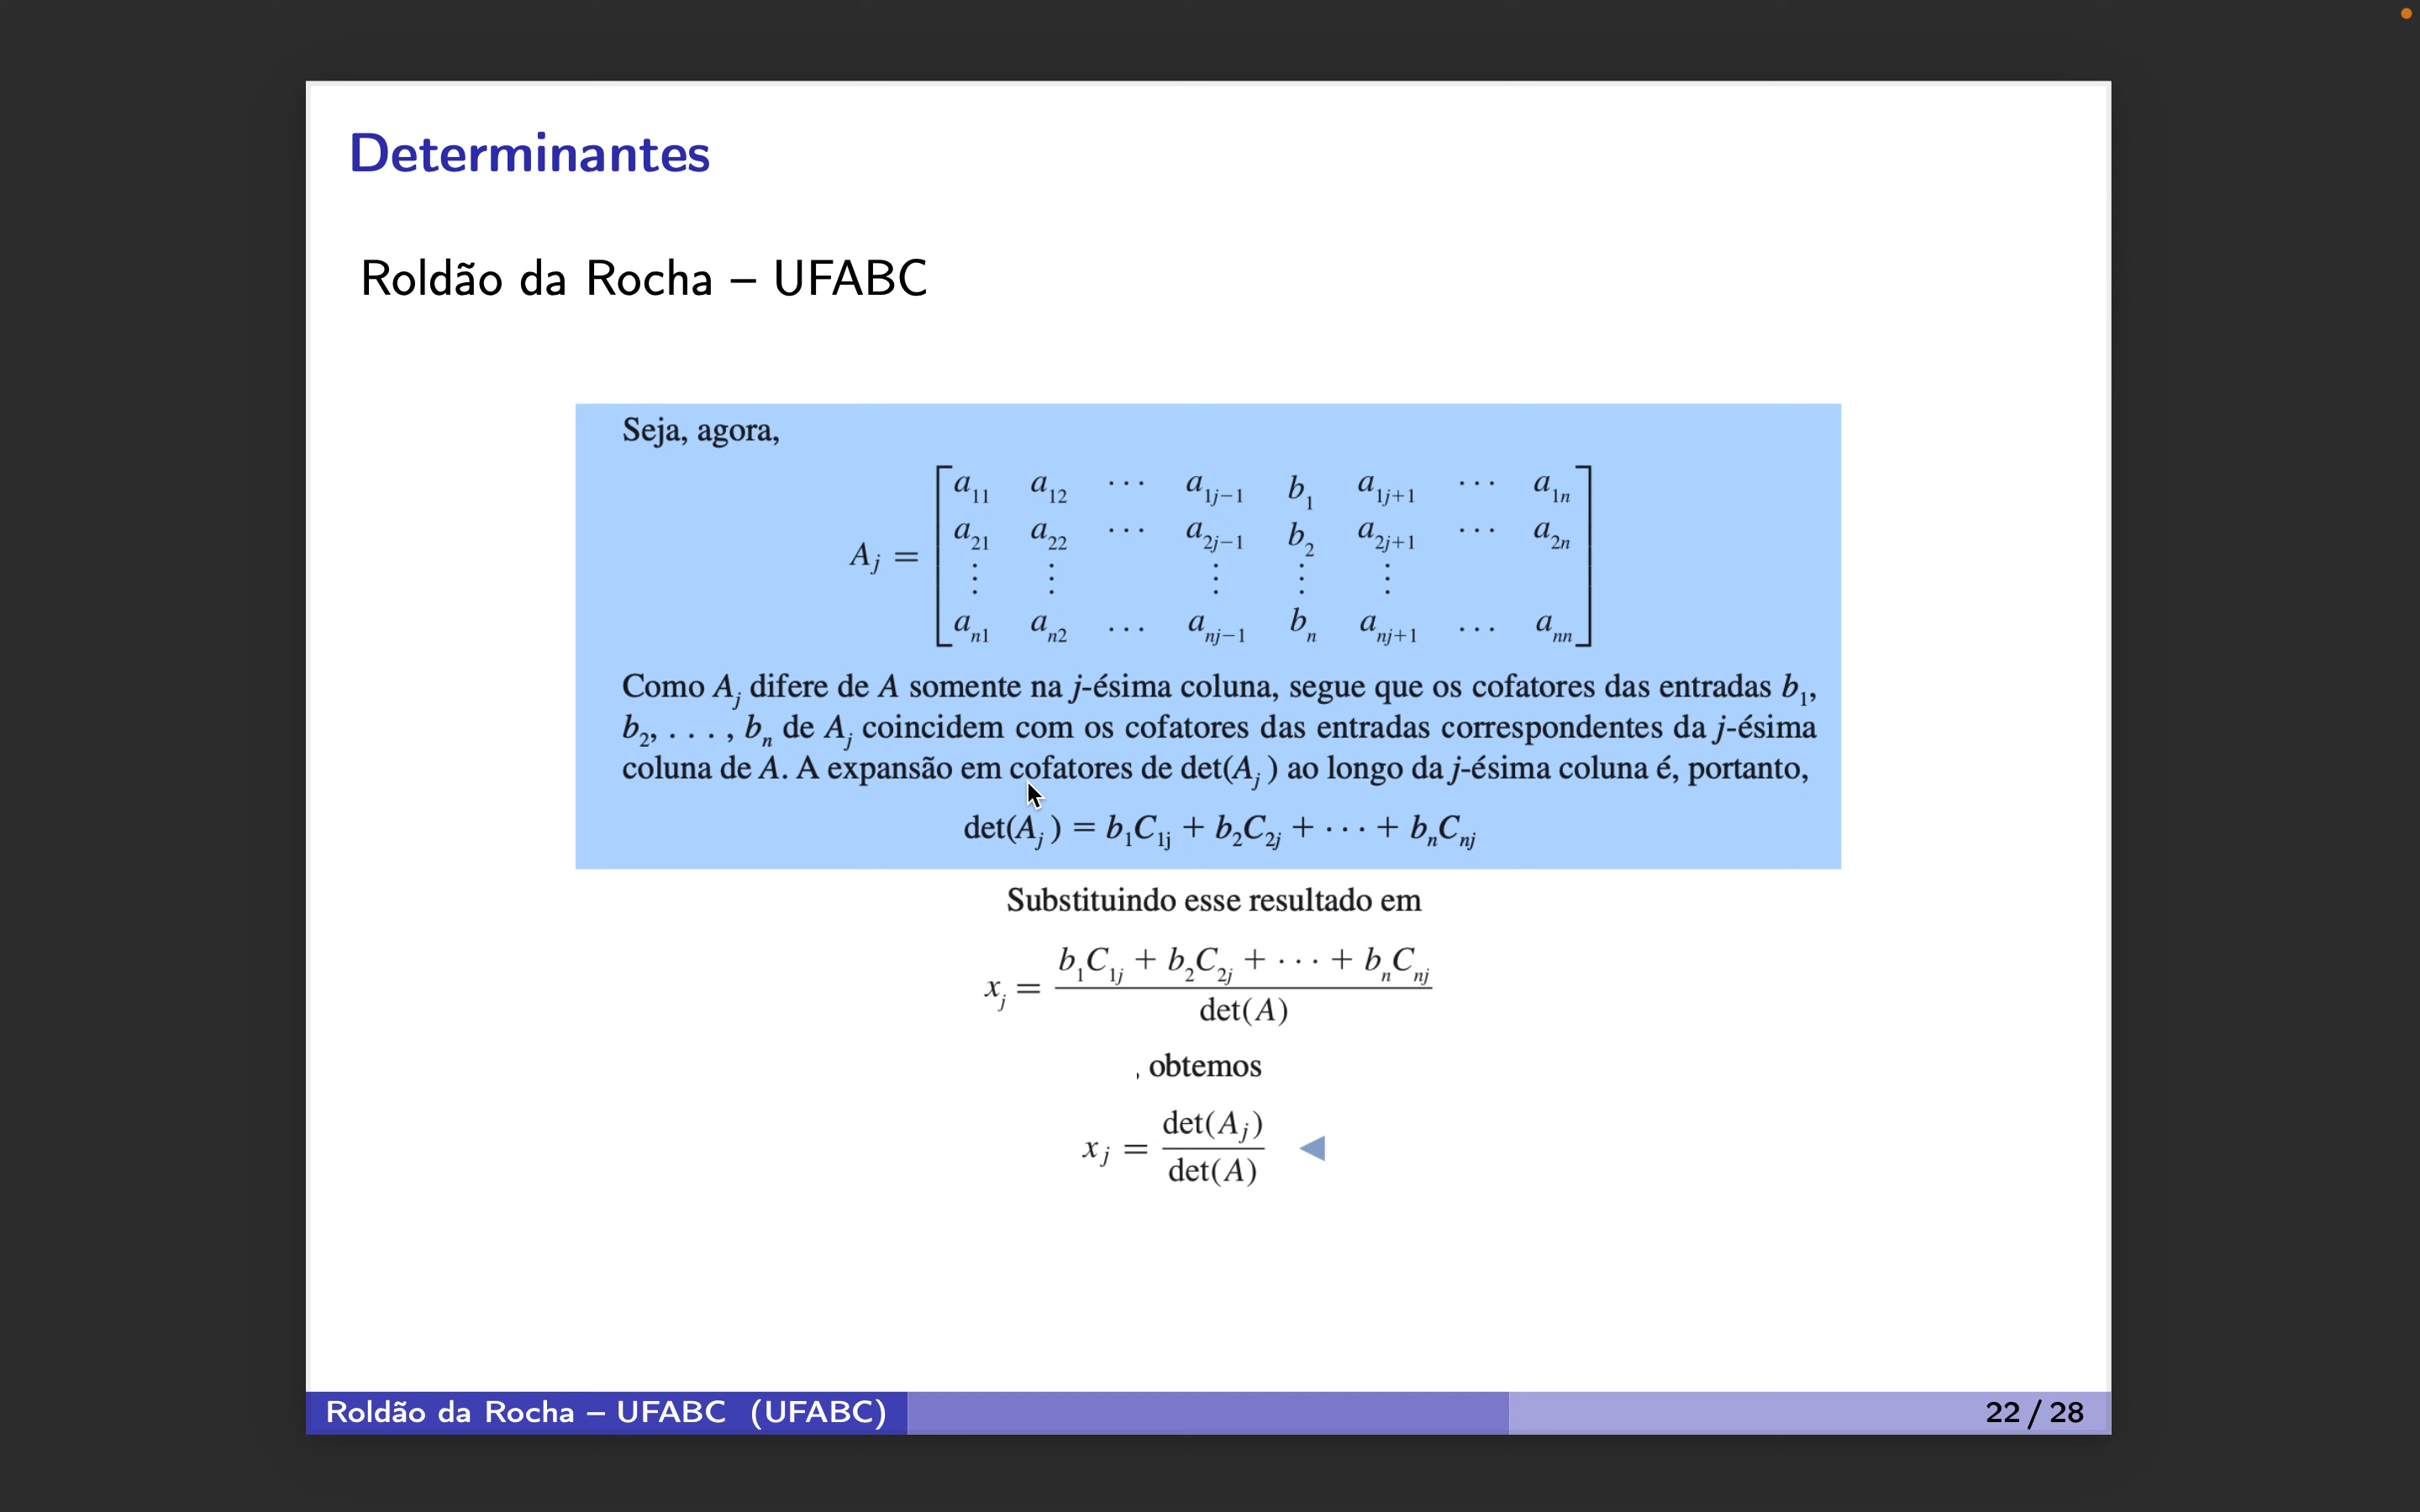 Determinantes
Roldão da Rocha – UFABC
Seja, agora,
A_j = [ a_11 a_12 ··· a_1j−1 b_1 a_1j+1 ··· a_1n
a_21 a_22 ··· a_2j−1 b_2 a_2j+1 ··· a_2n
⋮ ⋮ ⋮ ⋮ ⋮
a_n1 a_n2 ... a_nj−1 b_n a_nj+1 ... a_nn ]
Como A_j difere de A somente na j-ésima coluna, segue que os cofatores das entradas b_1,
b_2, . . . , b_n de A_j coincidem com os cofatores das entradas correspondentes da j-ésima
coluna de A. A expansão em cofatores de det(A_j) ao longo da j-ésima coluna é, portanto,
det(A_j) = b_1C_1j + b_2C_2j + ··· + b_nC_nj
Substituindo esse resultado em
x_j = (b_1C_1j + b_2C_2j + ··· + b_nC_nj) / det(A)
, obtemos
x_j = det(A_j) / det(A) ◀
Roldão da Rocha – UFABC (UFABC) 22 / 28